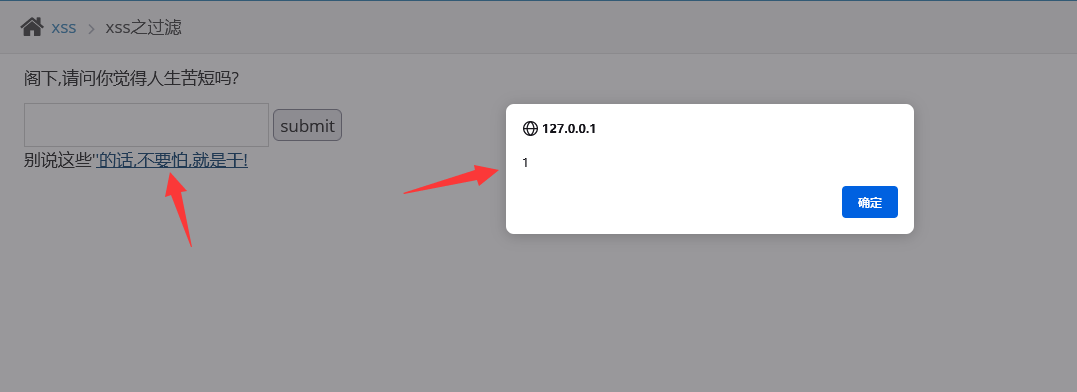 xss > xss之过滤
阁下,请问你觉得人生苦短吗?
submit
别说这些''的话,不要怕,就是干!
127.0.0.1
1
确定